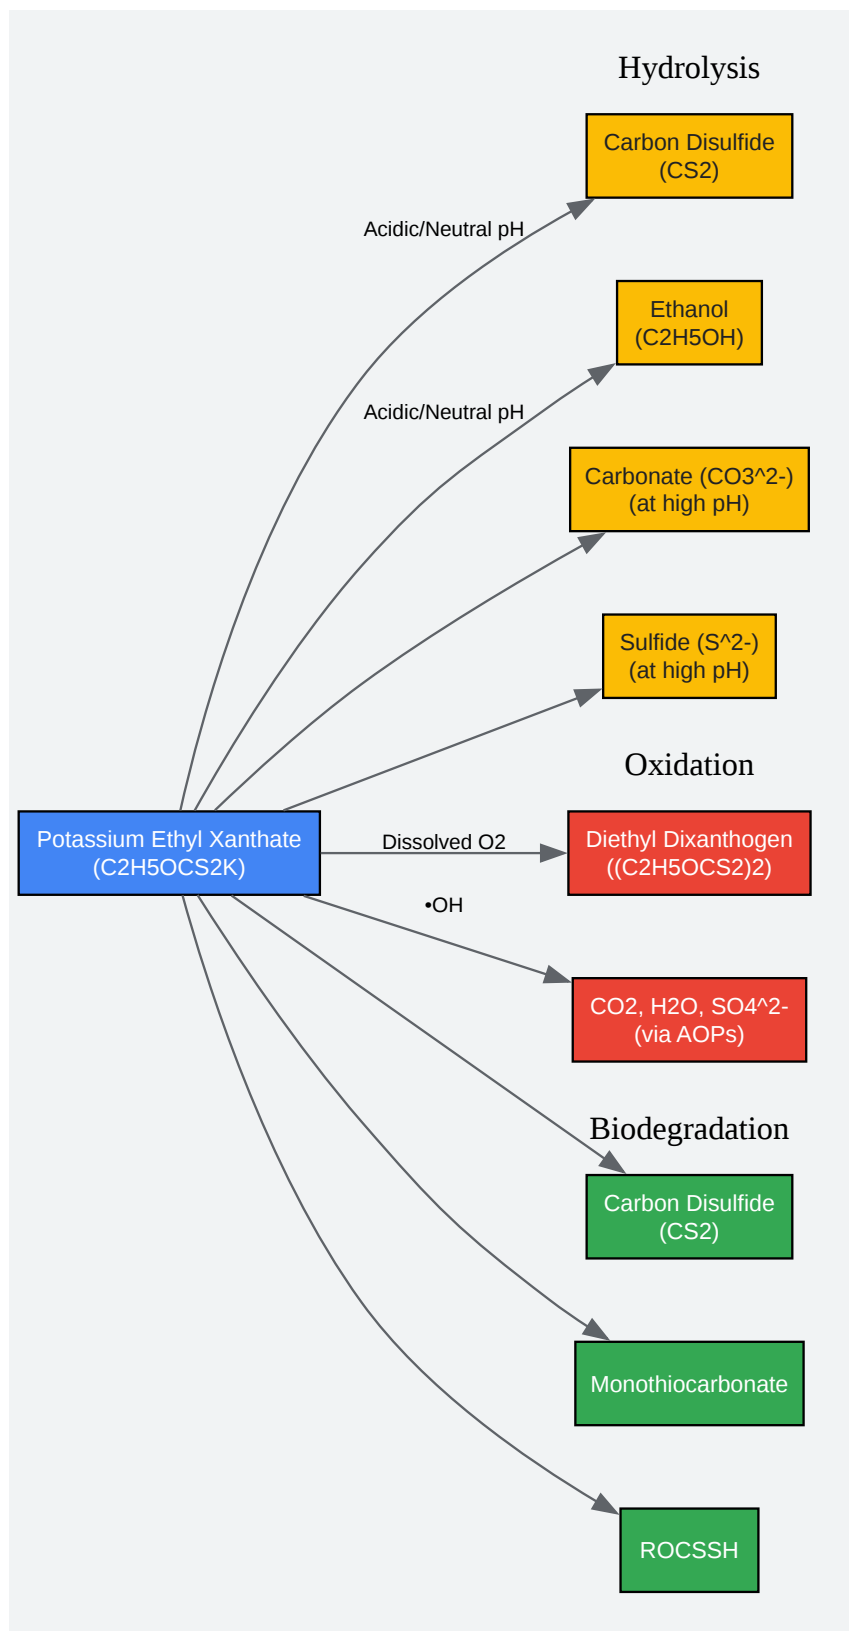 Hydrolysis
Carbon Disulfide
(CS2)
Acidic/Neutral pH
Ethanol
(C2H5OH)
Acidic/Neutral pH
Carbonate (CO3^2-)
(at high pH)
Sulfide (S^2-)
(at high pH)
Oxidation
Potassium Ethyl Xanthate
(C2H5OCS2K)
Dissolved O2
Diethyl Dixanthogen
((C2H5OCS2)2)
•OH
CO2, H2O, SO4^2-
(via AOPs)
Biodegradation
Carbon Disulfide
(CS2)
Monothiocarbonate
ROCSSH